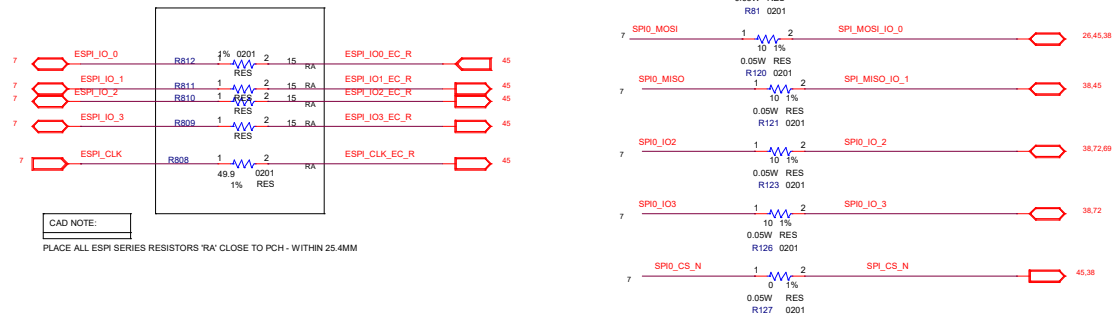 0.05W RES
R81 0201
1% 0201
7 ESPI_IO_0 R812 1 2 15 RA ESPI_IO0_EC_R 45
RES
7 ESPI_IO_1 R811 1 2 15 RA ESPI_IO1_EC_R 45
RES
7 ESPI_IO_2 R810 1 2 15 RA ESPI_IO2_EC_R 45
RES
7 ESPI_IO_3 R809 1 2 15 RA ESPI_IO3_EC_R 45
RES
7 ESPI_CLK R808 1 2 RA ESPI_CLK_EC_R 45
49.9 0201
1% RES
CAD NOTE:
PLACE ALL ESPI SERIES RESISTORS 'RA' CLOSE TO PCH - WITHIN 25.4MM
7 SPI0_MOSI 1 2 SPI_MOSI_IO_0 26,45,38
10 1%
0.05W RES
R120 0201
SPI0_MISO 1 2 SPI_MISO_IO_1 38,45
7
10 1%
0.05W RES
R121 0201
SPI0_IO2 1 2 SPI0_IO_2 38,72,69
7
10 1%
0.05W RES
R123 0201
SPI0_IO3 1 2 SPI0_IO_3 38,72
7
10 1%
0.05W RES
R126 0201
SPI0_CS_N 1 2 SPI_CS_N 45,38
7
0 1%
0.05W RES
R127 0201